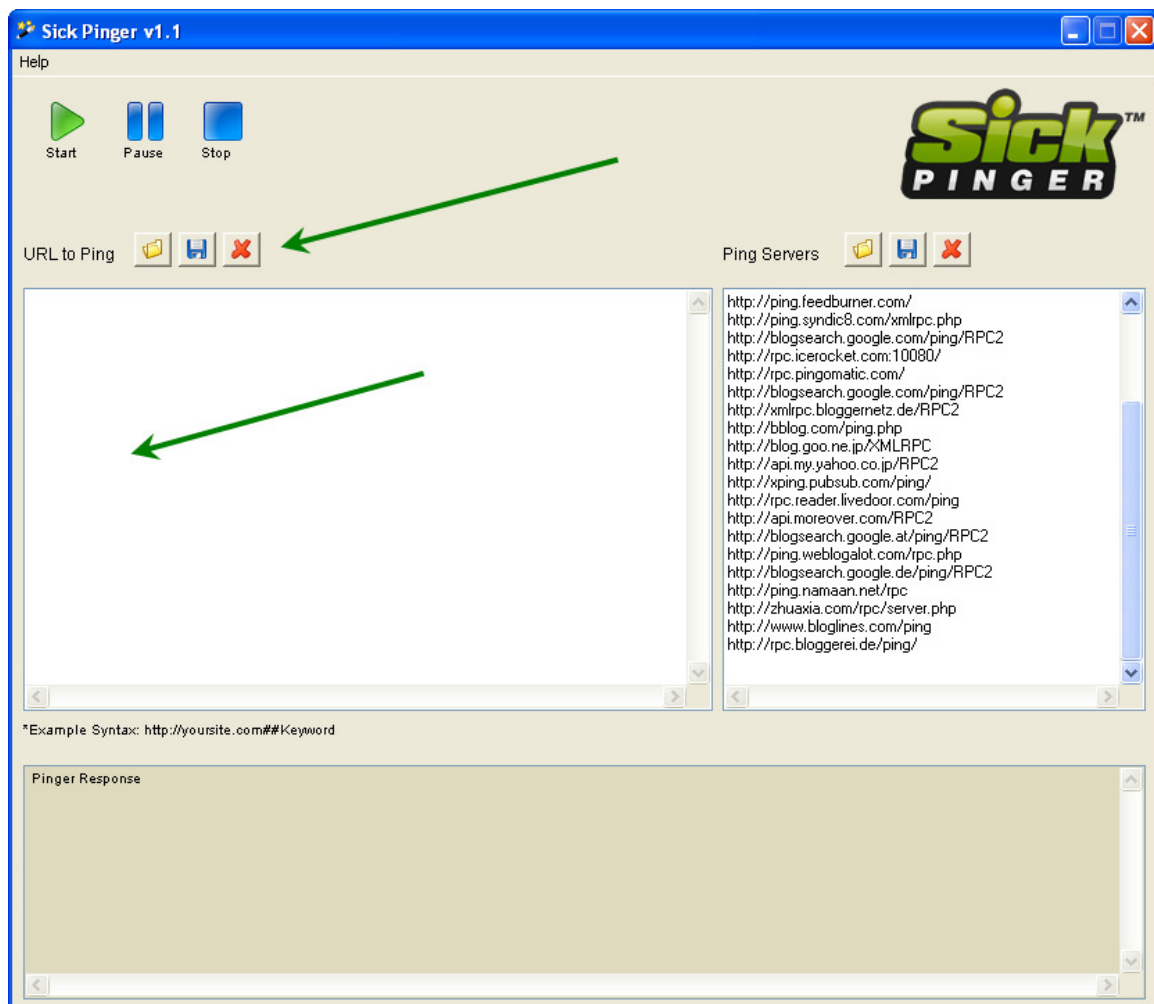 Sick Pinger v1.1
Help
Start Pause Stop
Sick™
PINGER
URL to Ping
Ping Servers
http://ping.feedburner.com/
http://ping.syndic8.com/xmlrpc.php
http://blogsearch.google.com/ping/RPC2
http://rpc.icerocket.com:10080/
http://rpc.pingomatic.com/
http://blogsearch.google.com/ping/RPC2
http://xmlrpc.bloggernetz.de/RPC2
http://bblog.com/ping.php
http://blog.goo.ne.jp/XMLRPC
http://api.my.yahoo.co.jp/RPC2
http://xping.pubsub.com/ping/
http://rpc.reader.livedoor.com/ping
http://api.moreover.com/RPC2
http://blogsearch.google.at/ping/RPC2
http://ping.weblogalot.com/rpc.php
http://blogsearch.google.de/ping/RPC2
http://ping.namaan.net/rpc
http://zhuaxia.com/rpc/server.php
http://www.bloglines.com/ping
http://rpc.bloggerei.de/ping/
*Example Syntax: http://yoursite.com##Keyword
Pinger Response